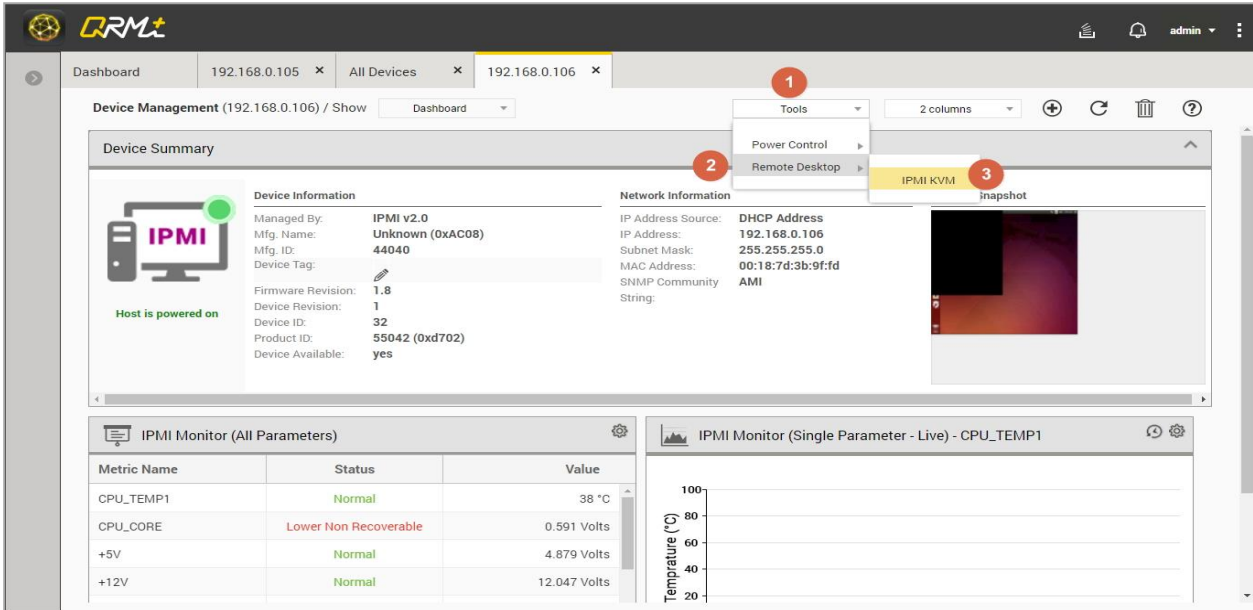 QRM+
admin
Dashboard 192.168.0.105 × All Devices × 192.168.0.106 ×
1
Device Management (192.168.0.106) / Show Dashboard Tools 2 columns
Device Summary
Power Control
2 Remote Desktop
IPMI KVM 3
Device Information Network Information Snapshot
IPMI
Host is powered on
Managed By: IPMI v2.0
Mfg. Name: Unknown (0xAC08)
Mfg. ID: 44040
Device Tag:
Firmware Revision: 1.8
Device Revision: 1
Device ID: 32
Product ID: 55042 (0xd702)
Device Available: yes
IP Address Source: DHCP Address
IP Address: 192.168.0.106
Subnet Mask: 255.255.255.0
MAC Address: 00:18:7d:3b:9f:fd
SNMP Community AMI
String:
IPMI Monitor (All Parameters)
Metric Name Status Value
CPU_TEMP1 Normal 38 °C
CPU_CORE Lower Non Recoverable 0.591 Volts
+5V Normal 4.879 Volts
+12V Normal 12.047 Volts
IPMI Monitor (Single Parameter - Live) - CPU_TEMP1
Temprature (°C)
100
80
60
40
20